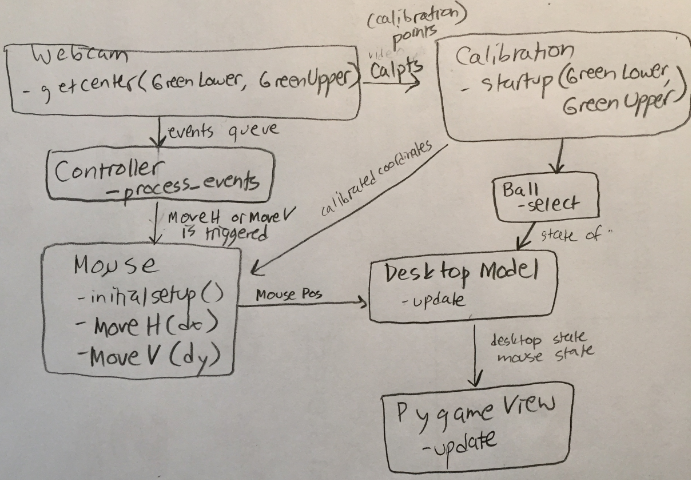 (calibration)
points
Webcam
- getcenter(GreenLower, GreenUpper)
Calpts
Calibration
- startup(GreenLower,
GreenUpper)
events queue
Controller
- process_events
calibrated coordinates
Ball
- select
MoveH or MoveV
is triggered
state of
Mouse
- initialsetup()
- MoveH(dx)
- MoveV(dy)
Mouse Pos
Desktop Model
- update
desktop state
mouse state
Pygame View
- update